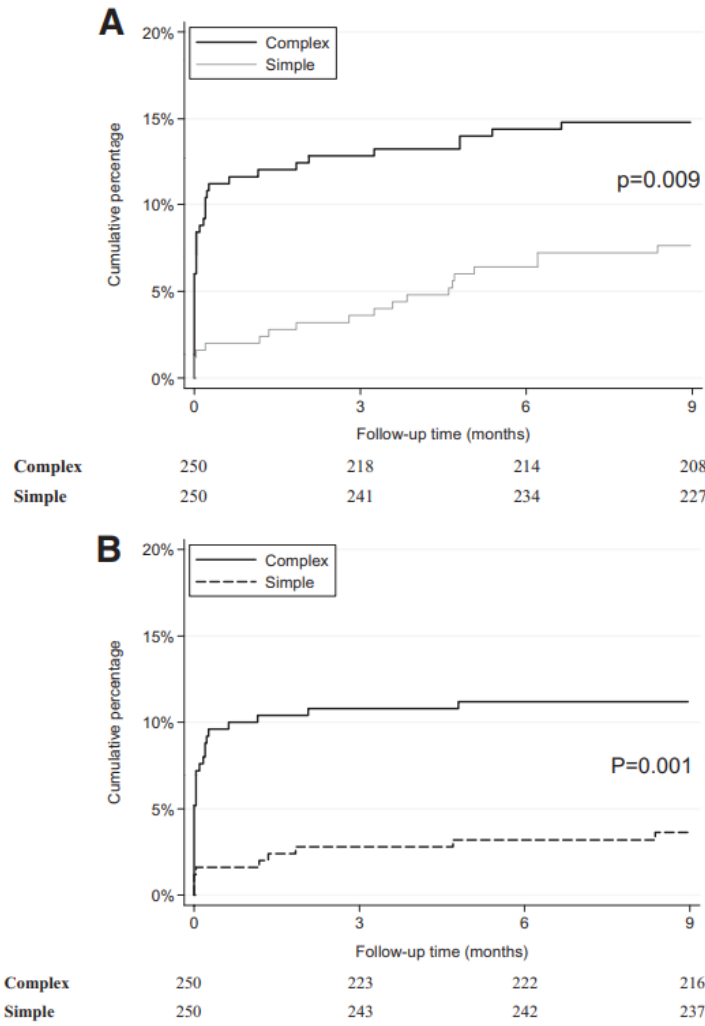 A
20%
Complex
Simple
15%
p=0.009
10%
5%
0%
Cumulative percentage
0 3 6 9
Follow-up time (months)
Complex 250 218 214 208
Simple 250 241 234 227
B
20%
Complex
Simple
15%
10%
P=0.001
5%
0%
Cumulative percentage
0 3 6 9
Follow-up time (months)
Complex 250 223 222 216
Simple 250 243 242 237